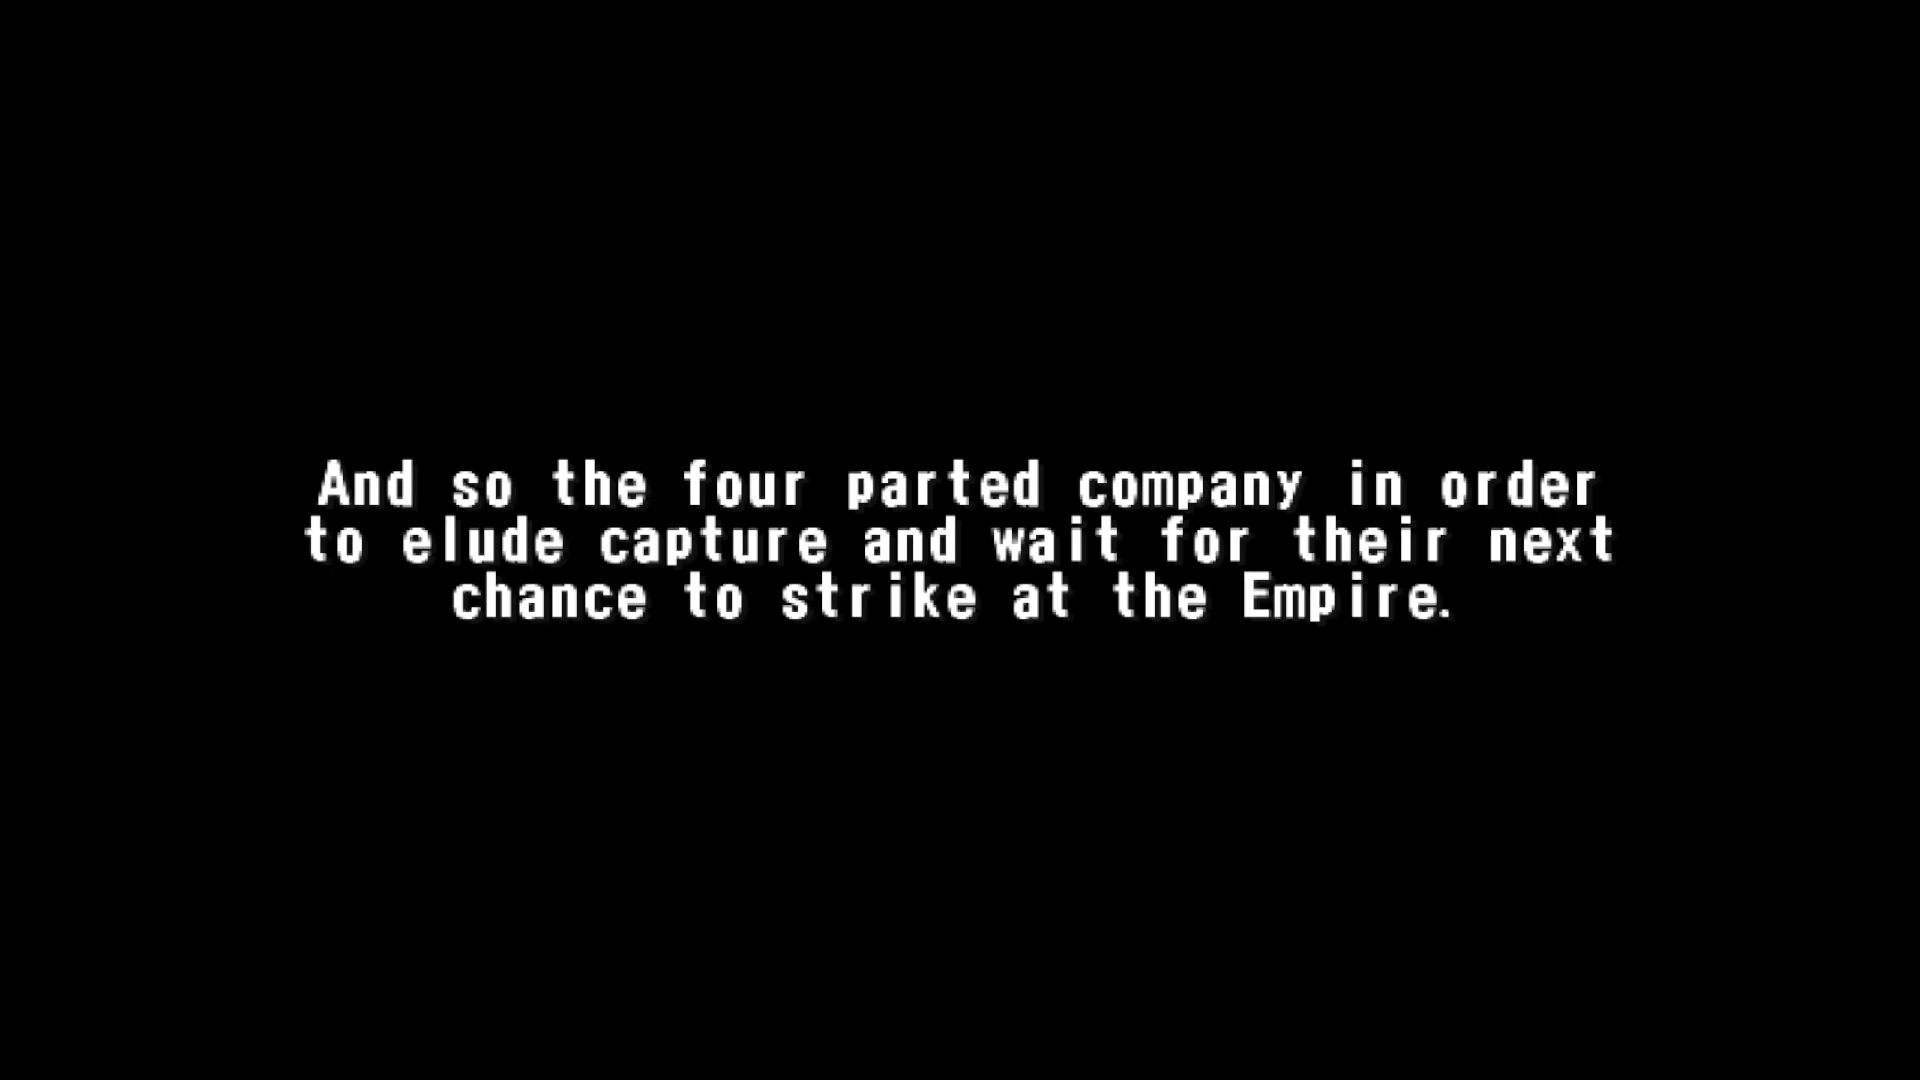 And so the four parted company in order
to elude capture and wait for their next
chance to strike at the Empire.